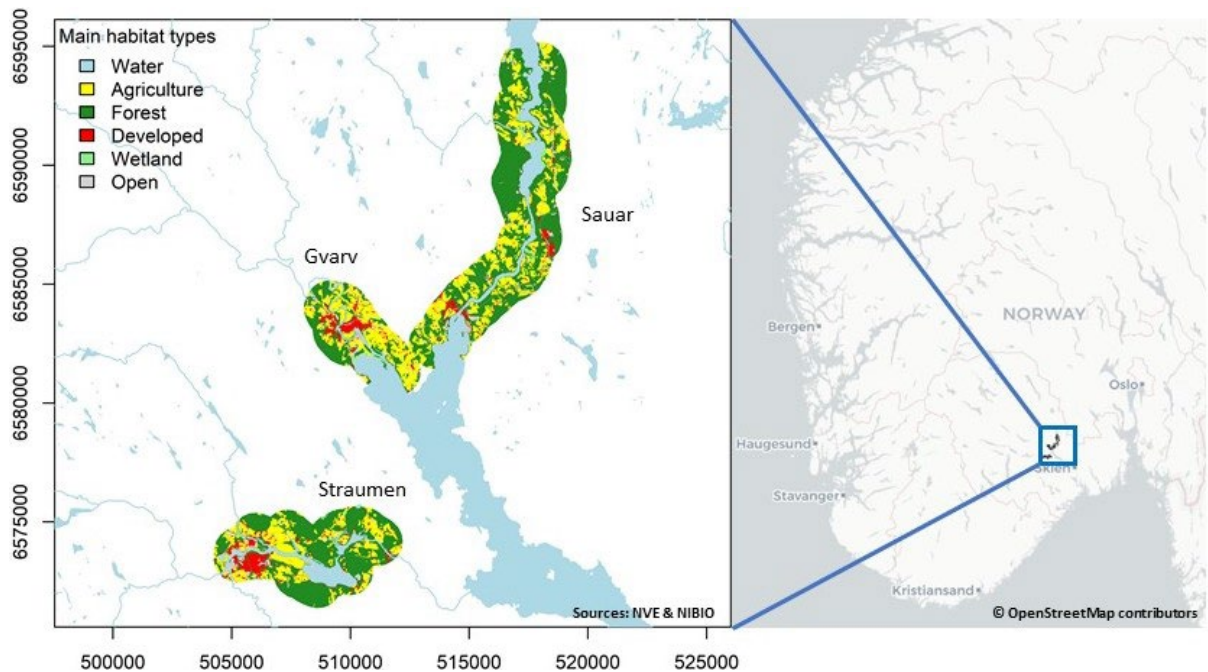 Main habitat types
Water
Agriculture
Forest
Developed
Wetland
Open
6595000
6590000
6585000
6580000
6575000
Sauar
Gvarv
Straumen
Sources: NVE & NIBIO
500000 505000 510000 515000 520000 525000
NORWAY
Bergen
Oslo
Haugesund
Skien
Stavanger
Kristiansand
© OpenStreetMap contributors